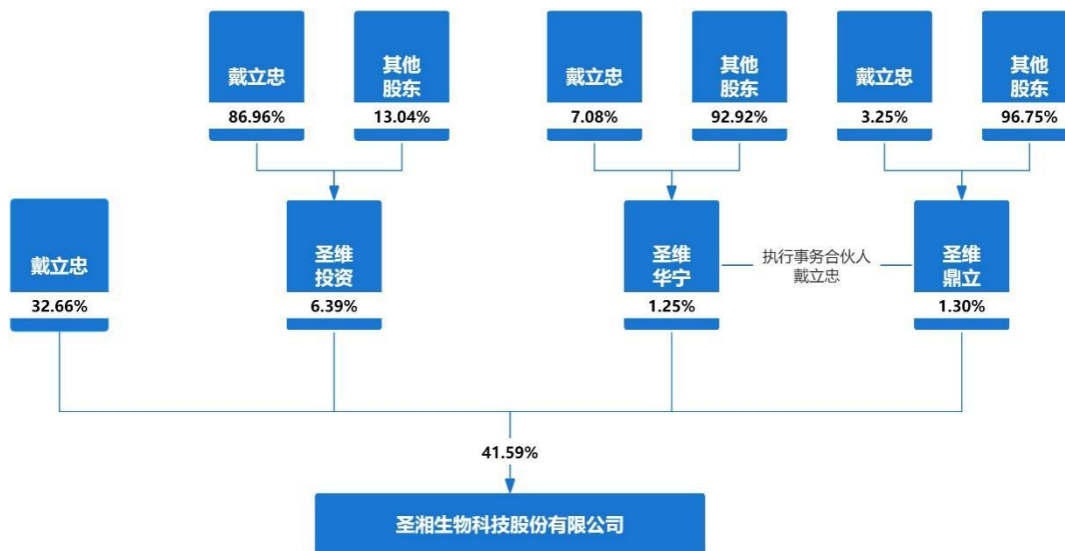 戴立忠
86.96%
其他
股东
13.04%
戴立忠
7.08%
其他
股东
92.92%
戴立忠
3.25%
其他
股东
96.75%
戴立忠
32.66%
圣维
投资
6.39%
圣维
华宁
1.25%
执行事务合伙人
戴立忠
圣维
鼎立
1.30%
41.59%
圣湘生物科技股份有限公司